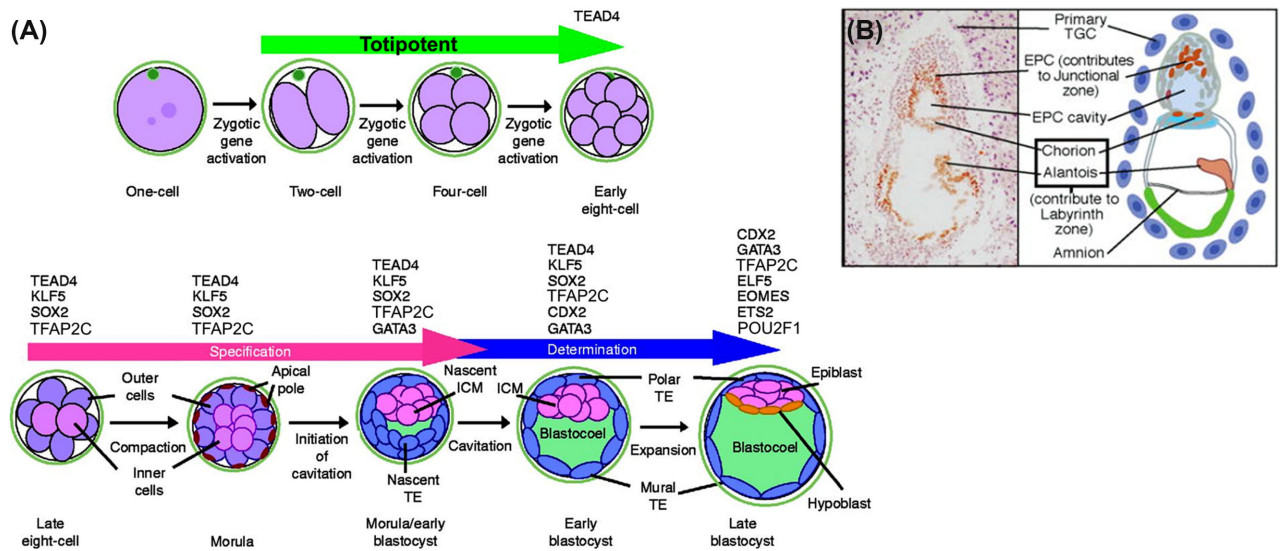 (A)
TEAD4
Totipotent
Zygotic
gene
activation
Zygotic
gene
activation
Zygotic
gene
activation
One-cell
Two-cell
Four-cell
Early
eight-cell
TEAD4
KLF5
SOX2
TFAP2C
TEAD4
KLF5
SOX2
TFAP2C
TEAD4
KLF5
SOX2
TFAP2C
GATA3
TEAD4
KLF5
SOX2
TFAP2C
CDX2
GATA3
CDX2
GATA3
TFAP2C
ELF5
EOMES
ETS2
POU2F1
Specification
Determination
Outer
cells
Apical
pole
Nascent
ICM
ICM
Polar
TE
Epiblast
Compaction
Initiation
of
cavitation
Cavitation
Blastocoel
Expansion
Blastocoel
Inner
cells
Nascent
TE
Mural
TE
Hypoblast
Late
eight-cell
Morula
Morula/early
blastocyst
Early
blastocyst
Late
blastocyst
(B)
Primary
TGC
EPC (contributes
to Junctional
zone)
EPC cavity
Chorion
Alantois
(contribute to
Labyrinth
zone)
Amnion